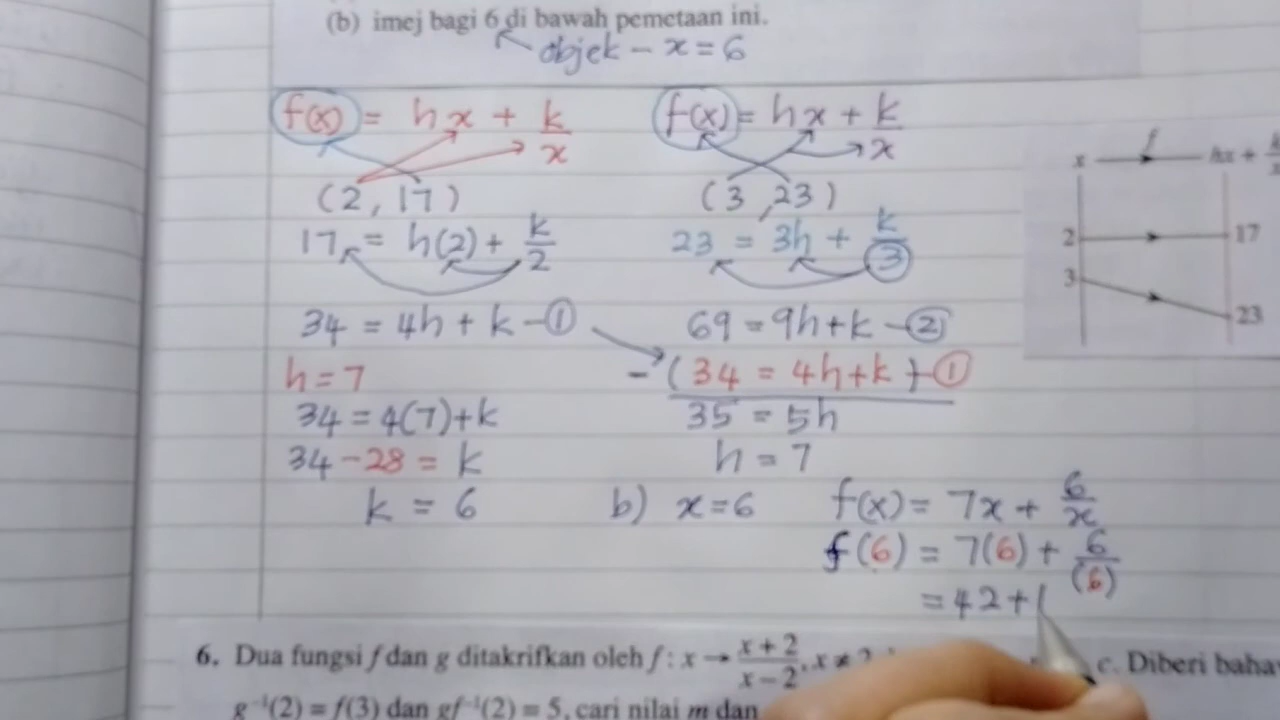 (b) imej bagi 6 di bawah pemetaan ini.
objek – x = 6
f(x) = hx + k/x
(2, 17)
17 = h(2) + k/2
34 = 4h + k – ①
h = 7
34 = 4(7) + k
34 – 28 = k
k = 6
f(x) = hx + k/x
(3, 23)
23 = 3h + k/3
69 = 9h + k – ②
– (34 = 4h + k) – ①
35 = 5h
h = 7
b) x = 6
f(x) = 7x + 6/x
f(6) = 7(6) + 6/(6)
= 42 + 1
x f hx +
2 17
3 23
6. Dua fungsi f dan g ditakrifkan oleh f : x → x + 2/x – 2, x ≠ 2 c. Diberi
g⁻¹(2) = f(3) dan gf⁻¹(2) = 5, cari nilai m dan